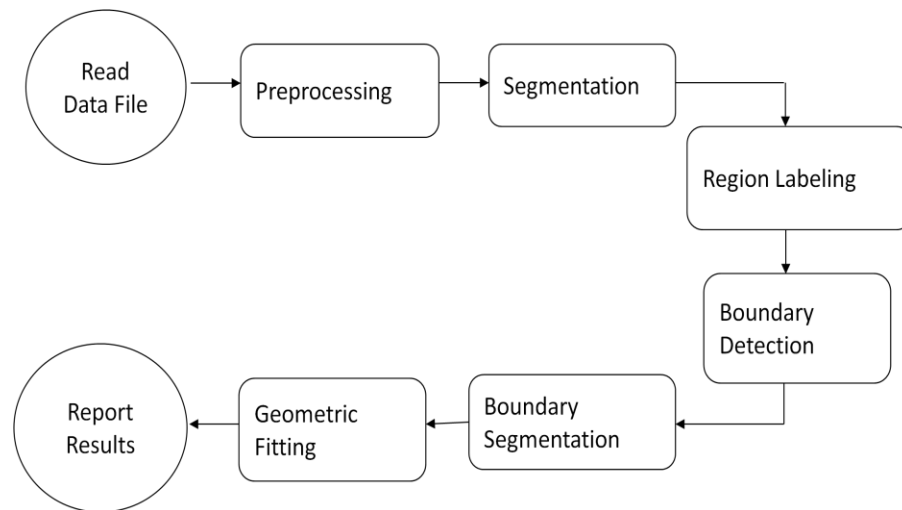 Read
Data File
Preprocessing
Segmentation
Region Labeling
Boundary
Detection
Boundary
Segmentation
Geometric
Fitting
Report
Results